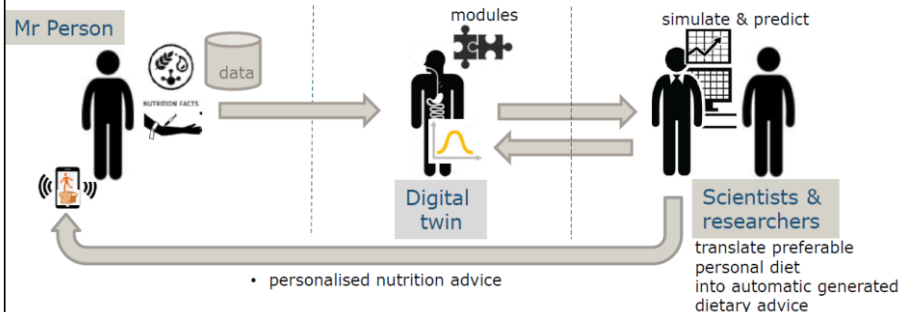 Mr Person
data
NUTRITION FACTS
modules
Digital
twin
simulate & predict
Scientists &
researchers
translate preferable
personal diet
into automatic generated
dietary advice
• personalised nutrition advice